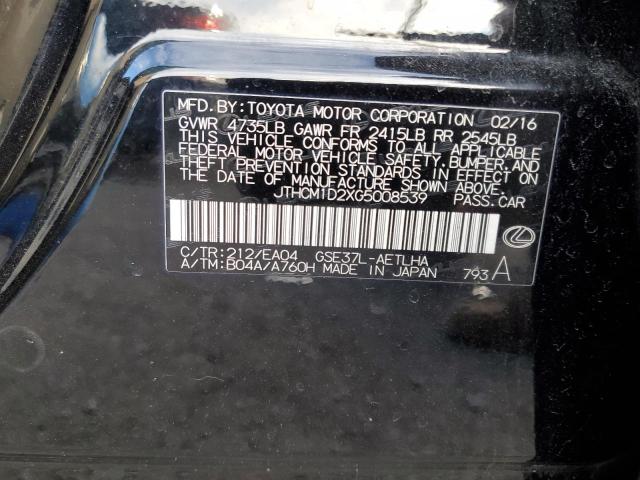 MFD. BY: TOYOTA MOTOR CORPORATION 02/16
GVWR 4735LB GAWR FR 2415LB RR 2545LB
THIS VEHICLE CONFORMS TO ALL APPLICABLE
FEDERAL MOTOR VEHICLE SAFETY, BUMPER, AND
THEFT PREVENTION STANDARDS IN EFFECT ON
THE DATE OF MANUFACTURE SHOWN ABOVE.
JTHCM1D2XG5008539 PASS. CAR
C/TR: 212/EA04 GSE37L-AETLHA
A/TM: B04A/A760H MADE IN JAPAN 793 A